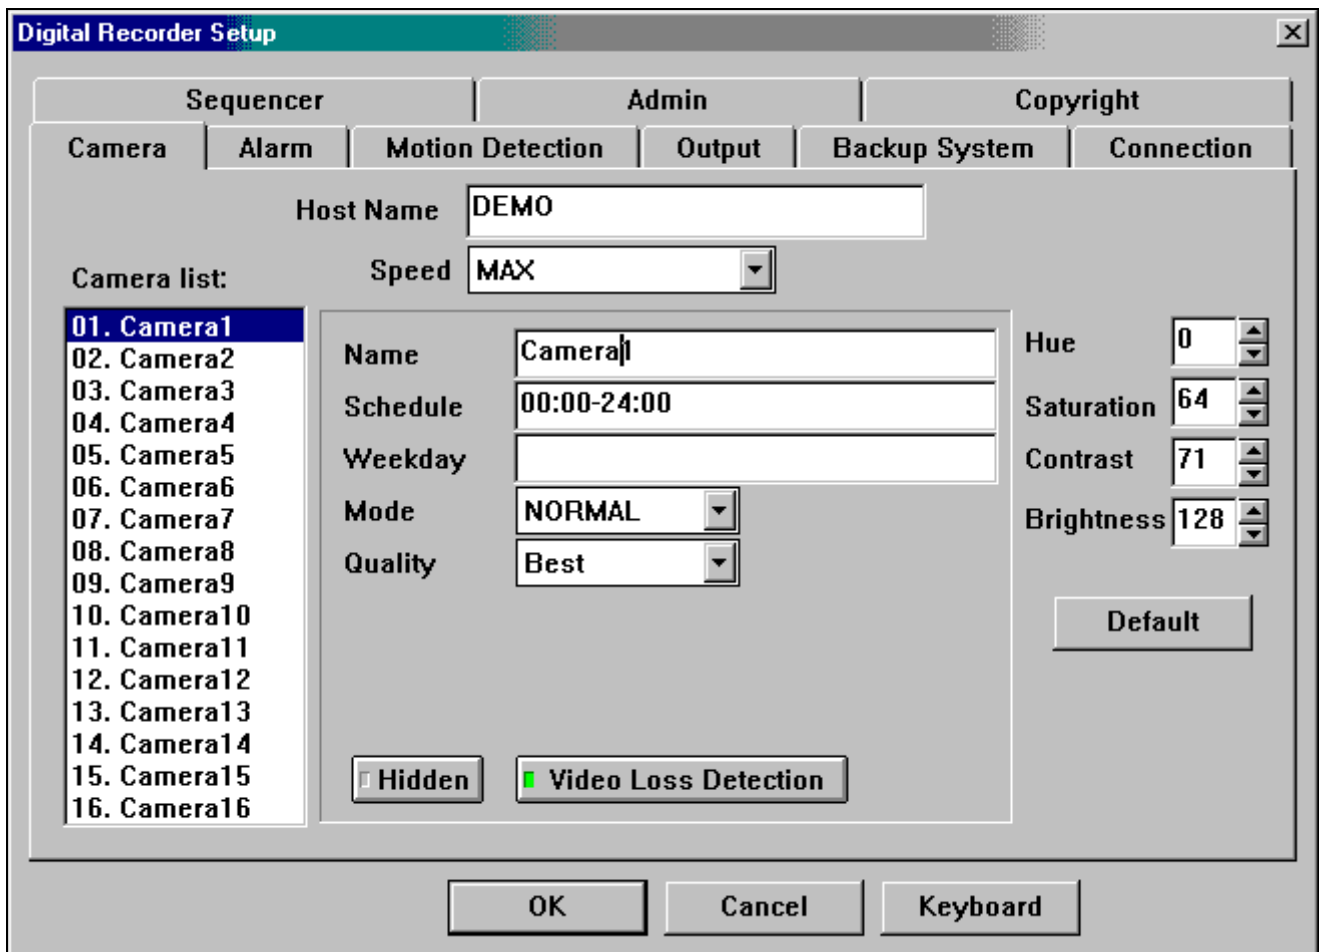 Digital Recorder Setup
Sequencer Admin Copyright
Camera Alarm Motion Detection Output Backup System Connection
Host Name DEMO
Speed MAX
Camera list:
01. Camera1
02. Camera2
03. Camera3
04. Camera4
05. Camera5
06. Camera6
07. Camera7
08. Camera8
09. Camera9
10. Camera10
11. Camera11
12. Camera12
13. Camera13
14. Camera14
15. Camera15
16. Camera16
Name Camera1
Schedule 00:00-24:00
Weekday
Mode NORMAL
Quality Best
Hidden Video Loss Detection
Hue 0
Saturation 64
Contrast 71
Brightness 128
Default
OK Cancel Keyboard